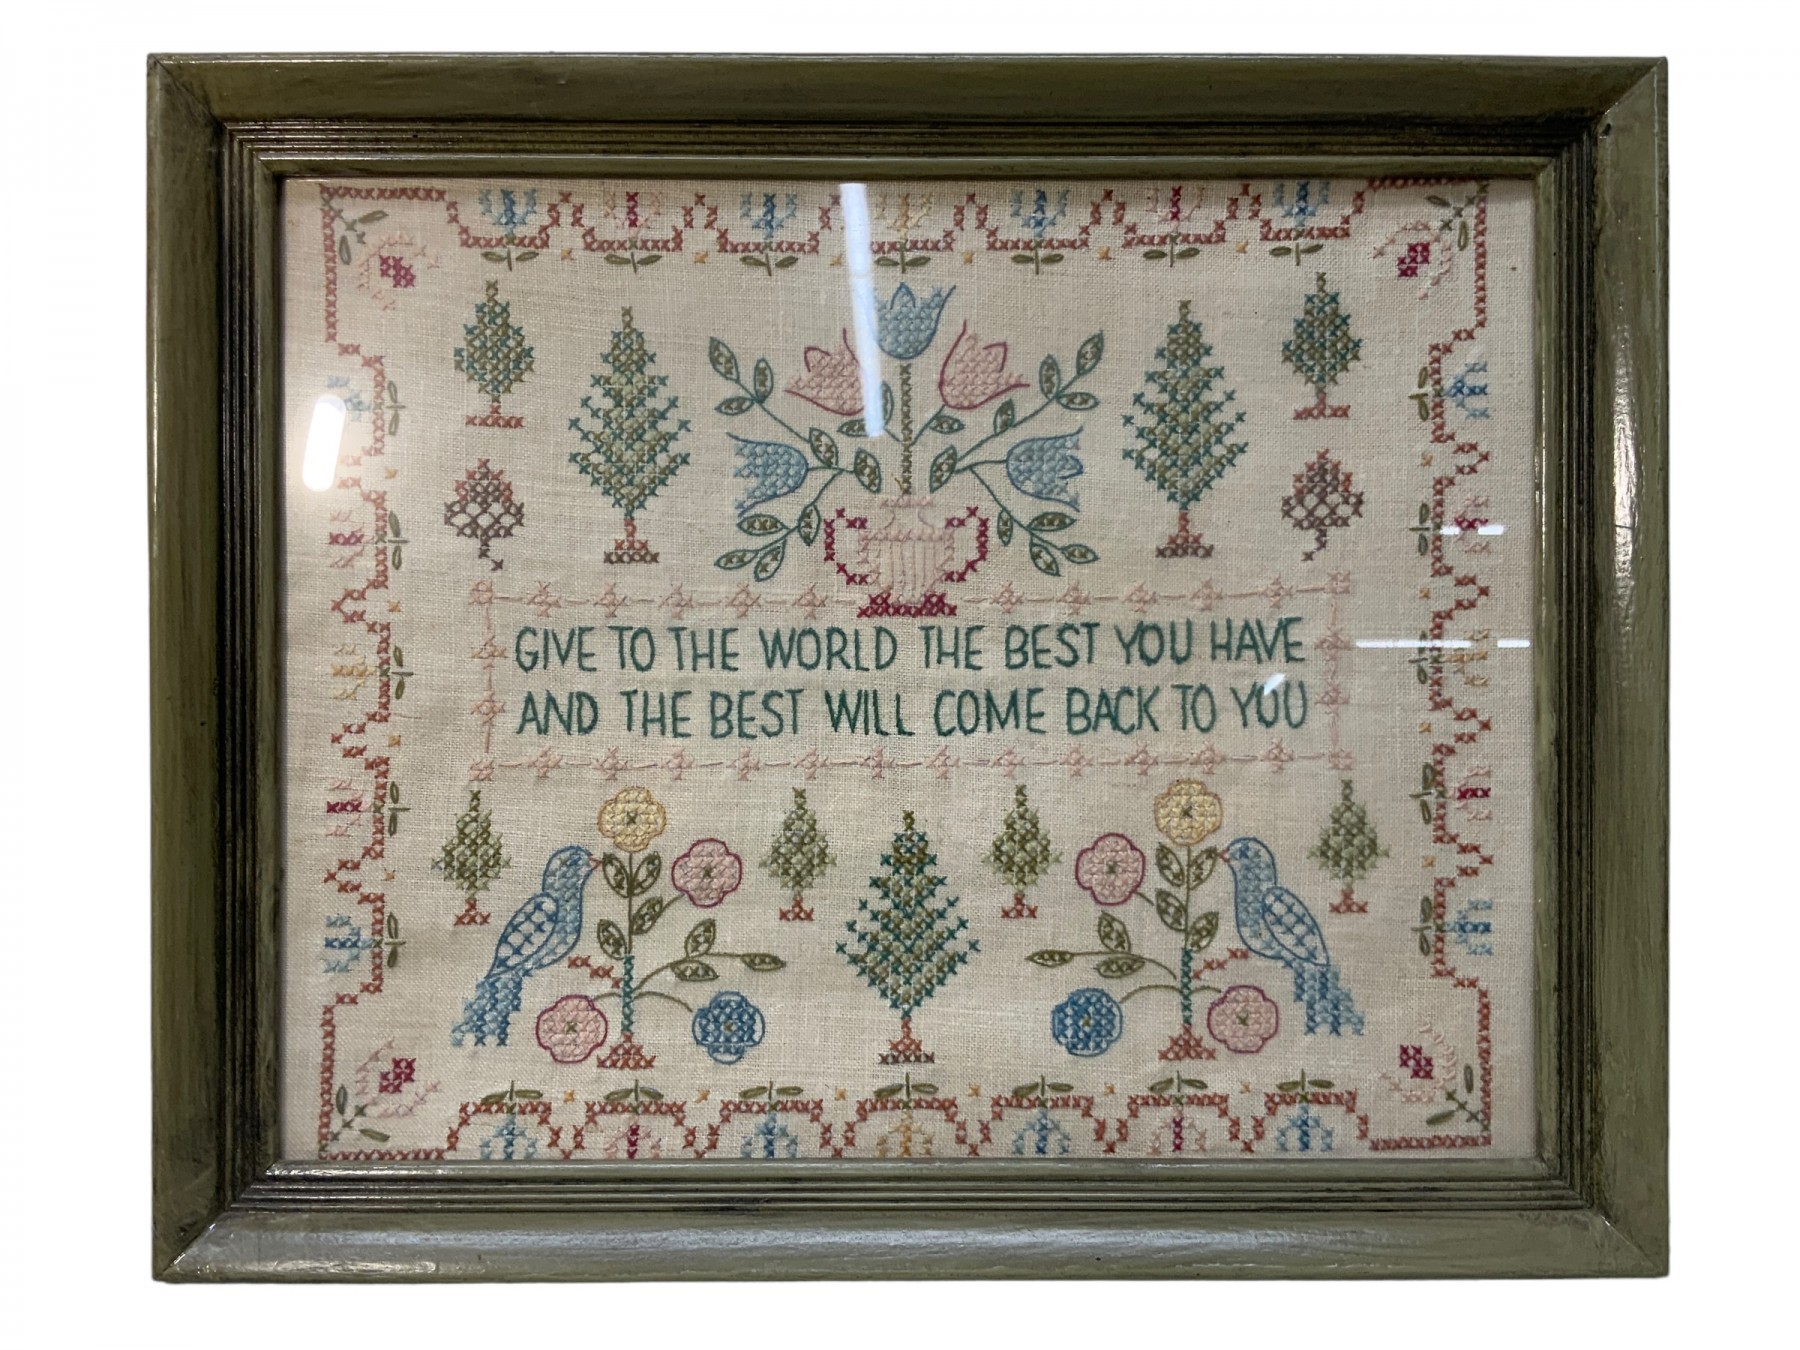 GIVE TO THE WORLD THE BEST YOU HAVE
AND THE BEST WILL COME BACK TO YOU